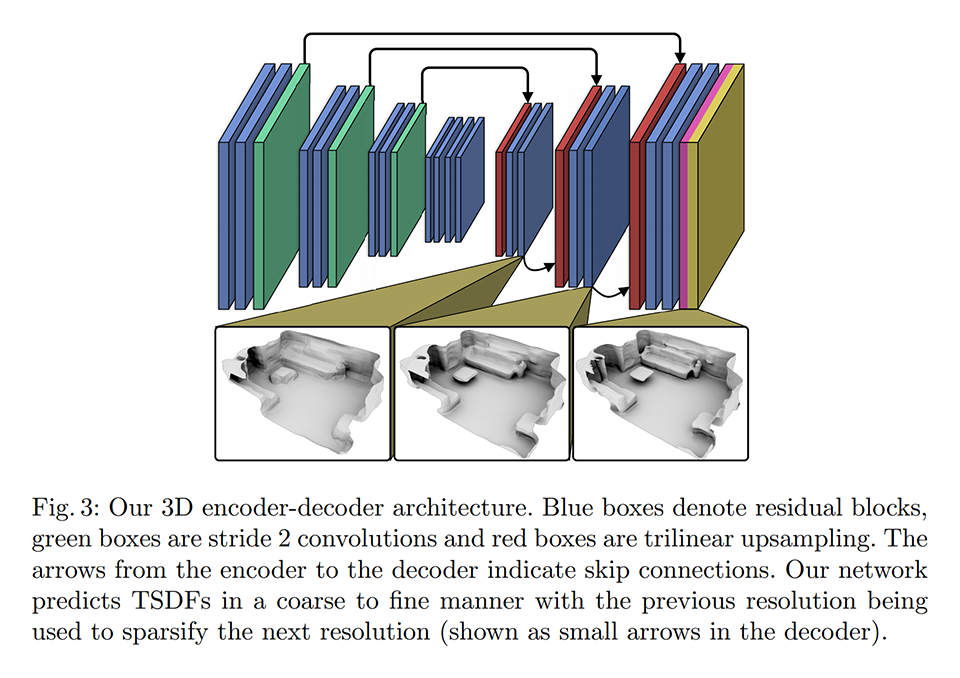 Fig. 3: Our 3D encoder-decoder architecture. Blue boxes denote residual blocks,
green boxes are stride 2 convolutions and red boxes are trilinear upsampling. The
arrows from the encoder to the decoder indicate skip connections. Our network
predicts TSDFs in a coarse to fine manner with the previous resolution being
used to sparsify the next resolution (shown as small arrows in the decoder).